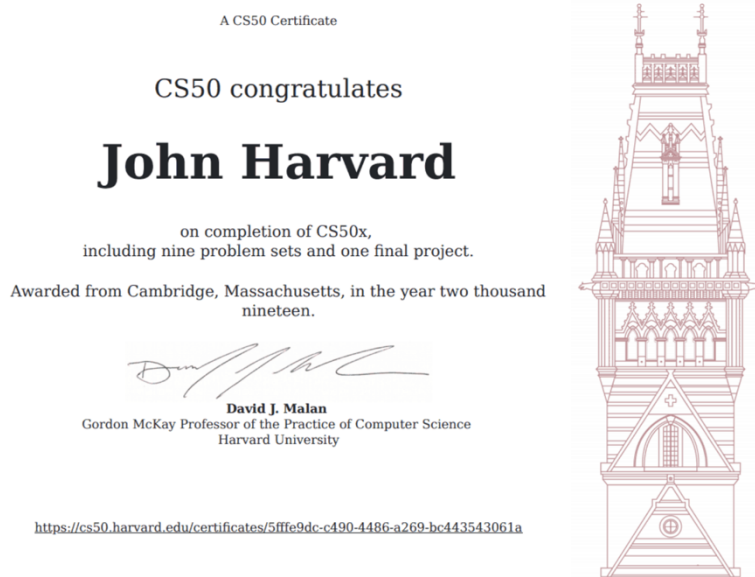 A CS50 Certificate
CS50 congratulates
John Harvard
on completion of CS50x,
including nine problem sets and one final project.
Awarded from Cambridge, Massachusetts, in the year two thousand
nineteen.
David J. Malan
Gordon McKay Professor of the Practice of Computer Science
Harvard University
https://cs50.harvard.edu/certificates/5fffe9dc-c490-4486-a269-bc443543061a